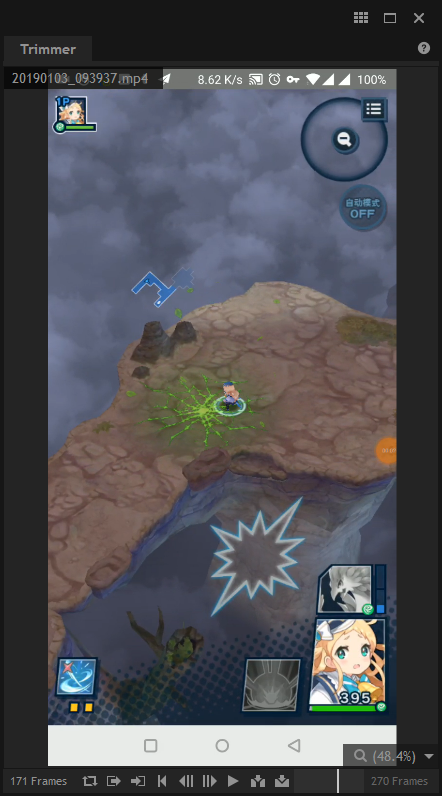 Trimmer
20190103_093937.mp4
8.62 K/s
100%
1P
自动模式
OFF
395
(48.4%)
171 Frames
270 Frames